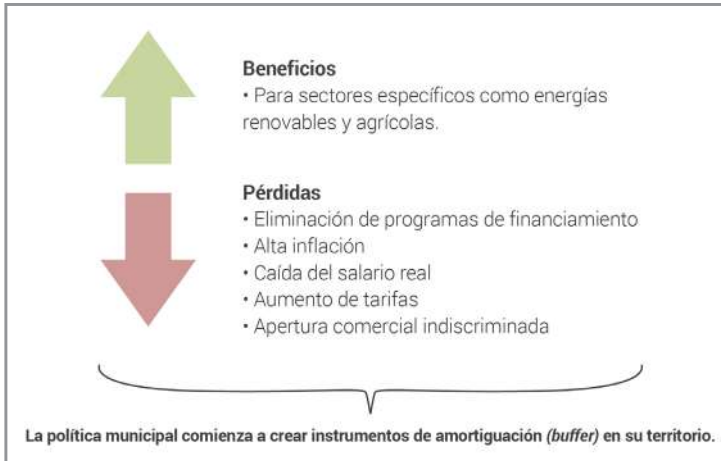 Beneficios
• Para sectores específicos como energías
renovables y agrícolas.
Pérdidas
• Eliminación de programas de financiamiento
• Alta inflación
• Caída del salario real
• Aumento de tarifas
• Apertura comercial indiscriminada
La política municipal comienza a crear instrumentos de amortiguación (buffer) en su territorio.